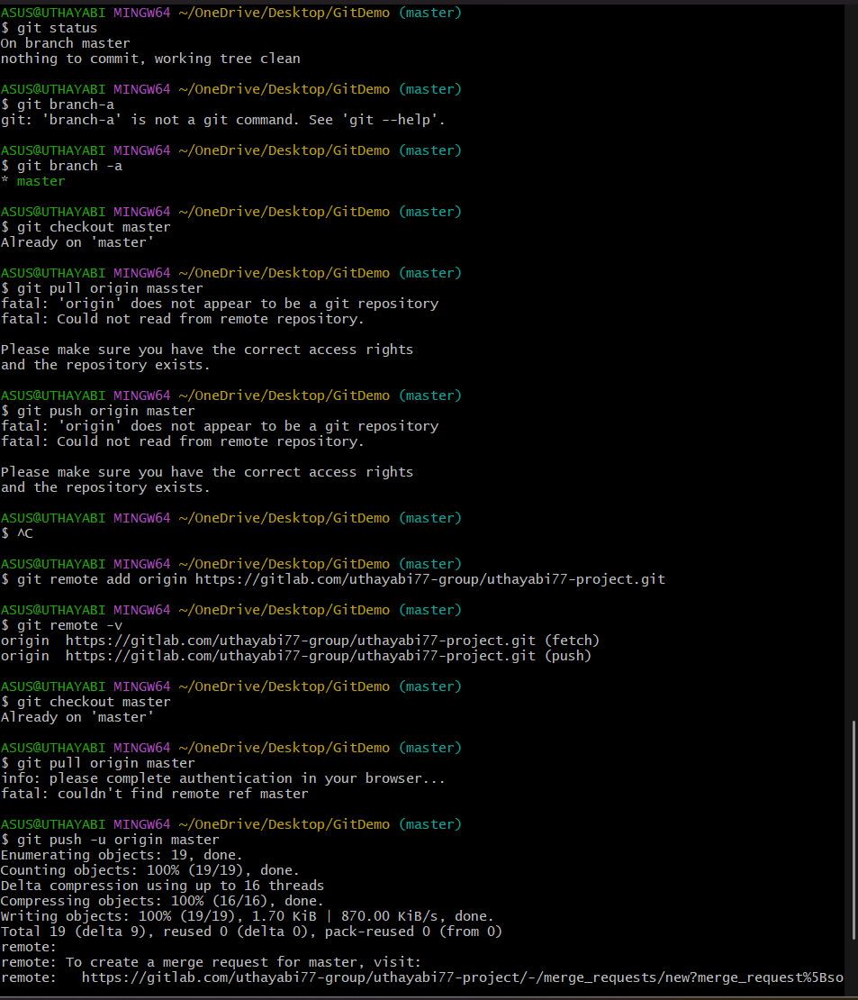 ASUS@UTHAYABI MINGW64 ~/OneDrive/Desktop/GitDemo (master)
$ git status
On branch master
nothing to commit, working tree clean
ASUS@UTHAYABI MINGW64 ~/OneDrive/Desktop/GitDemo (master)
$ git branch-a
git: 'branch-a' is not a git command. See 'git --help'.
ASUS@UTHAYABI MINGW64 ~/OneDrive/Desktop/GitDemo (master)
$ git branch -a
* master
ASUS@UTHAYABI MINGW64 ~/OneDrive/Desktop/GitDemo (master)
$ git checkout master
Already on 'master'
ASUS@UTHAYABI MINGW64 ~/OneDrive/Desktop/GitDemo (master)
$ git pull origin masster
fatal: 'origin' does not appear to be a git repository
fatal: Could not read from remote repository.
Please make sure you have the correct access rights
and the repository exists.
ASUS@UTHAYABI MINGW64 ~/OneDrive/Desktop/GitDemo (master)
$ git push origin master
fatal: 'origin' does not appear to be a git repository
fatal: Could not read from remote repository.
Please make sure you have the correct access rights
and the repository exists.
ASUS@UTHAYABI MINGW64 ~/OneDrive/Desktop/GitDemo (master)
$ ^C
ASUS@UTHAYABI MINGW64 ~/OneDrive/Desktop/GitDemo (master)
$ git remote add origin https://gitlab.com/uthayabi77-group/uthayabi77-project.git
ASUS@UTHAYABI MINGW64 ~/OneDrive/Desktop/GitDemo (master)
$ git remote -v
origin  https://gitlab.com/uthayabi77-group/uthayabi77-project.git (fetch)
origin  https://gitlab.com/uthayabi77-group/uthayabi77-project.git (push)
ASUS@UTHAYABI MINGW64 ~/OneDrive/Desktop/GitDemo (master)
$ git checkout master
Already on 'master'
ASUS@UTHAYABI MINGW64 ~/OneDrive/Desktop/GitDemo (master)
$ git pull origin master
info: please complete authentication in your browser...
fatal: couldn't find remote ref master
ASUS@UTHAYABI MINGW64 ~/OneDrive/Desktop/GitDemo (master)
$ git push -u origin master
Enumerating objects: 19, done.
Counting objects: 100% (19/19), done.
Delta compression using up to 16 threads
Compressing objects: 100% (16/16), done.
Writing objects: 100% (19/19), 1.70 KiB | 870.00 KiB/s, done.
Total 19 (delta 9), reused 0 (delta 0), pack-reused 0 (from 0)
remote:
remote: To create a merge request for master, visit:
remote:   https://gitlab.com/uthayabi77-group/uthayabi77-project/-/merge_requests/new?merge_request%5Bso